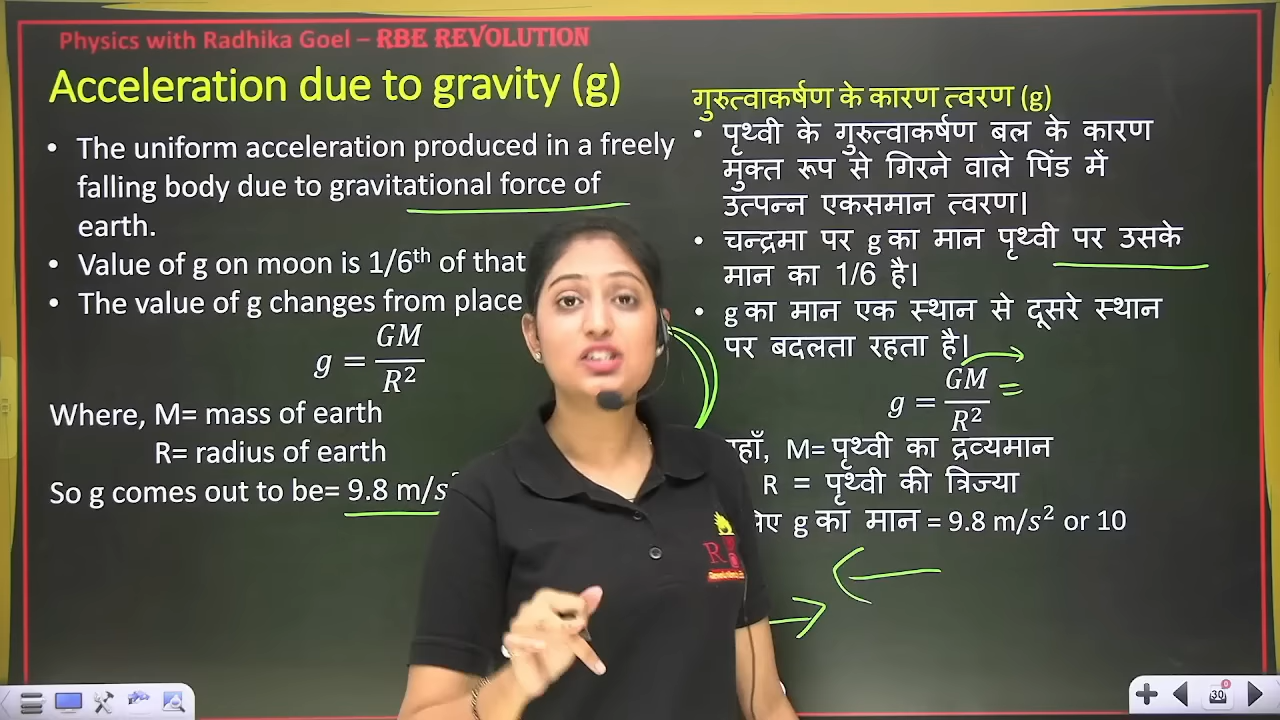 Physics with Radhika Goel – RBE REVOLUTION
Acceleration due to gravity (g)
• The uniform acceleration produced in a freely
falling body due to gravitational force of
earth.
• Value of g on moon is 1/6th of that
• The value of g changes from place
g = GM/R²
Where, M= mass of earth
R= radius of earth
So g comes out to be= 9.8 m/s²
गुरुत्वाकर्षण के कारण त्वरण (g)
• पृथ्वी के गुरुत्वाकर्षण बल के कारण
मुक्त रूप से गिरने वाले पिंड में
उत्पन्न एकसमान त्वरण।
• चन्द्रमा पर g का मान पृथ्वी पर उसके
मान का 1/6 है।
• g का मान एक स्थान से दूसरे स्थान
पर बदलता रहता है।
g = GM/R² =
M= पृथ्वी का द्रव्यमान
R = पृथ्वी की त्रिज्या
g का मान = 9.8 m/s² or 10
R
30